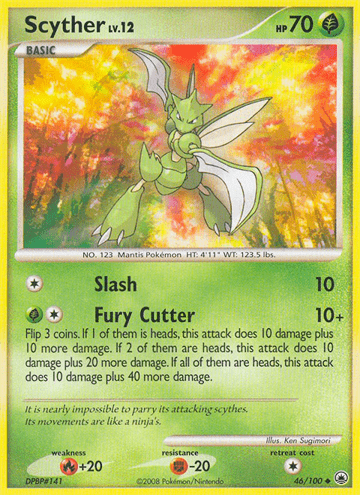 Scyther LV.12 HP 70
BASIC
NO. 123 Mantis Pokémon HT: 4'11" WT: 123.5 lbs.
Slash 10
Fury Cutter 10+
Flip 3 coins. If 1 of them is heads, this attack does 10 damage plus
10 more damage. If 2 of them are heads, this attack does 10
damage plus 20 more damage. If all of them are heads, this attack
does 10 damage plus 40 more damage.
It is nearly impossible to parry its attacking scythes.
Its movements are like a ninja's.
Illus. Ken Sugimori
weakness resistance retreat cost
+20 -20
DPBP#141 ©2008 Pokémon/Nintendo 46/100